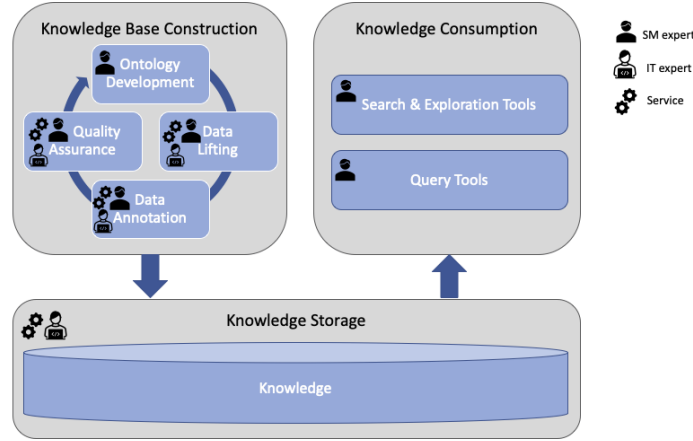 Knowledge Base Construction
Ontology
Development
Quality
Assurance
Data
Lifting
Data
Annotation
Knowledge Consumption
Search & Exploration Tools
Query Tools
SM expert
IT expert
Service
Knowledge Storage
Knowledge